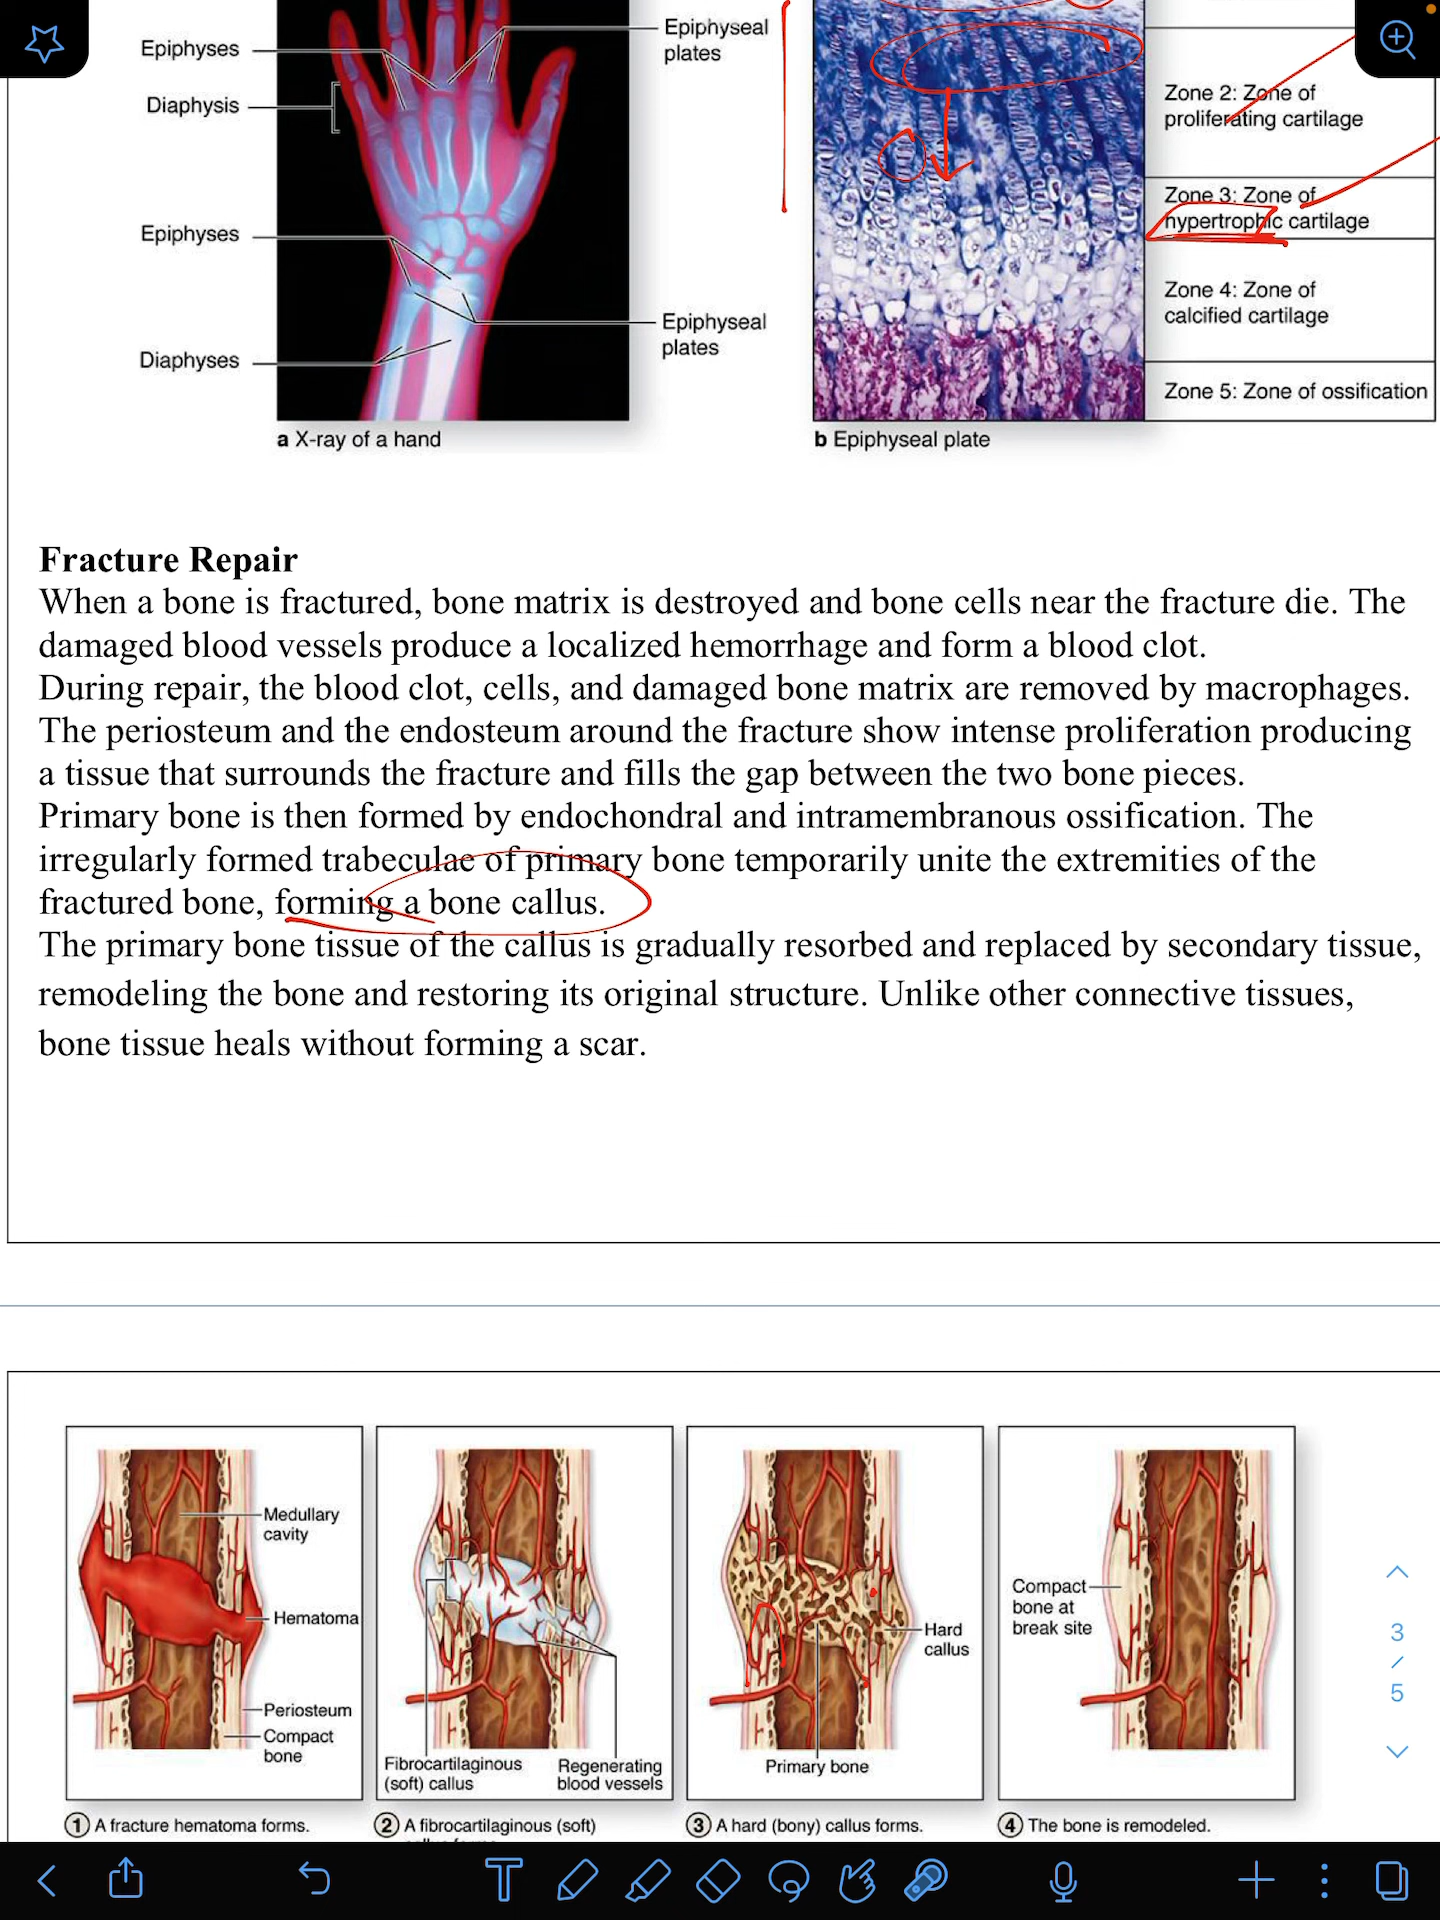 Epiphyses
Diaphysis
Epiphyses
Diaphyses
Epiphyseal
plates
Epiphyseal
plates
a X-ray of a hand
Zone 2: Zone of
proliferating cartilage
Zone 3: Zone of
hypertrophic cartilage
Zone 4: Zone of
calcified cartilage
Zone 5: Zone of ossification
b Epiphyseal plate
Fracture Repair
When a bone is fractured, bone matrix is destroyed and bone cells near the fracture die. The
damaged blood vessels produce a localized hemorrhage and form a blood clot.
During repair, the blood clot, cells, and damaged bone matrix are removed by macrophages.
The periosteum and the endosteum around the fracture show intense proliferation producing
a tissue that surrounds the fracture and fills the gap between the two bone pieces.
Primary bone is then formed by endochondral and intramembranous ossification. The
irregularly formed trabeculae of primary bone temporarily unite the extremities of the
fractured bone, forming a bone callus.
The primary bone tissue of the callus is gradually resorbed and replaced by secondary tissue,
remodeling the bone and restoring its original structure. Unlike other connective tissues,
bone tissue heals without forming a scar.
Medullary
cavity
Hematoma
Periosteum
Compact
bone
1 A fracture hematoma forms.
Fibrocartilaginous
(soft) callus
Regenerating
blood vessels
2 A fibrocartilaginous (soft)
Hard
callus
Primary bone
3 A hard (bony) callus forms.
Compact
bone at
break site
4 The bone is remodeled.
3
/
5